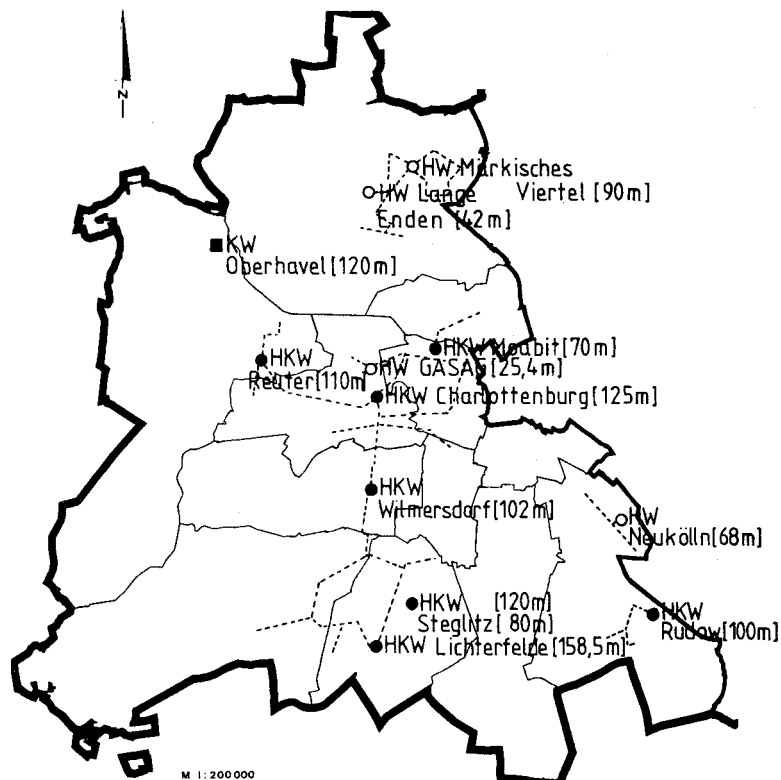 N
HW Märkisches
Viertel [90m]
HW Lange
Enden [42m]
KW
Oberhavel [120m]
HKW Moabit [70m]
HKW
Reuter [110m]
HW GASAG [25,4m]
HKW Charlottenburg [125m]
HKW
Wilmersdorf [102m]
HW
Neukölln [68m]
HKW [120m]
Steglitz [80m]
HKW
Rudow [100m]
HKW Lichterfelde [158,5m]
M 1:200000